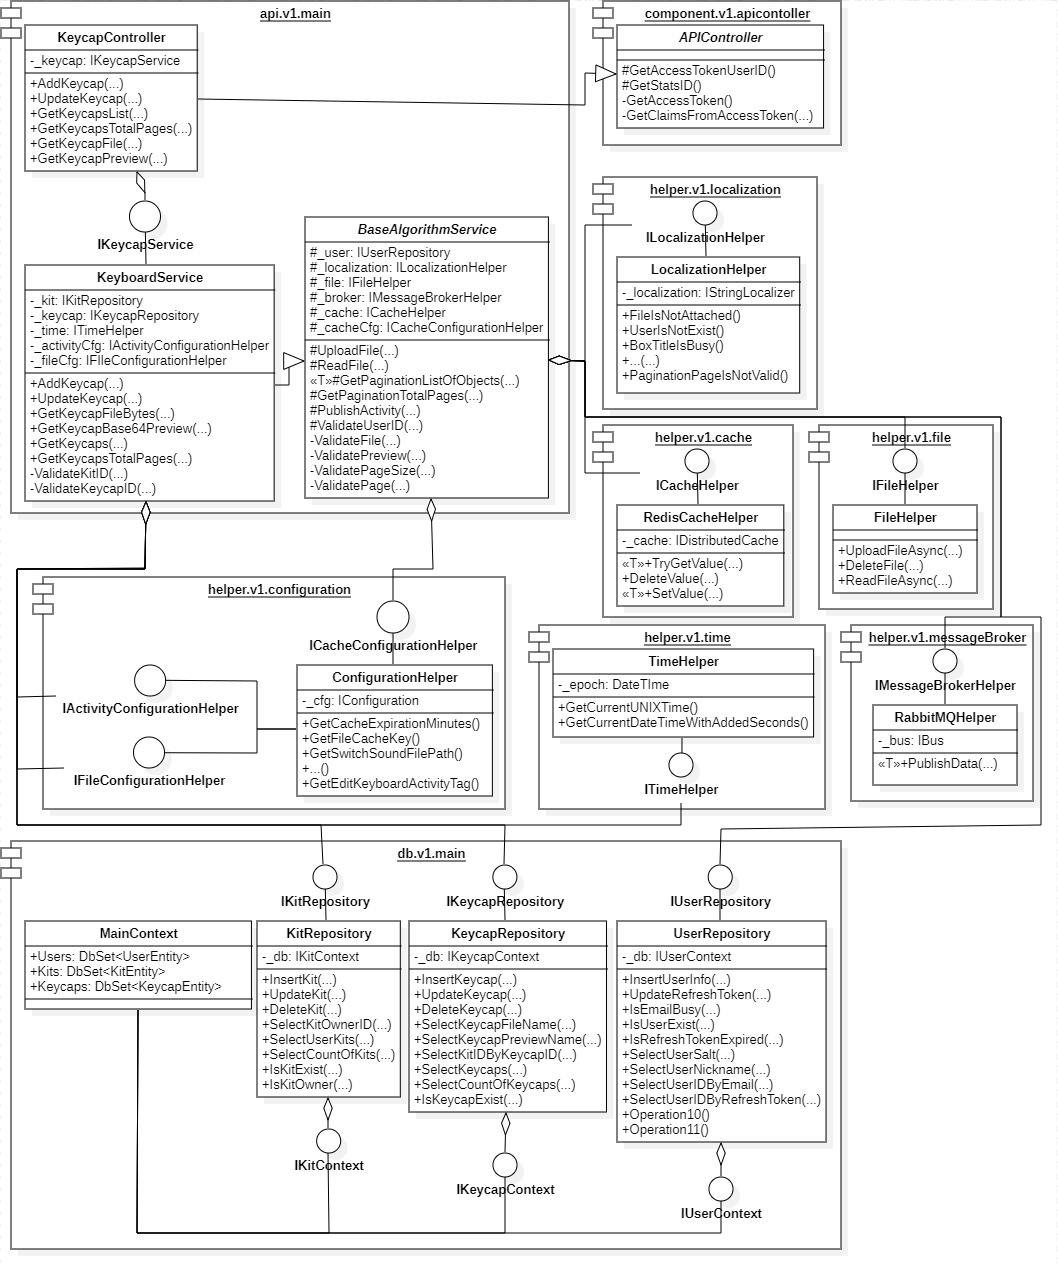 api.v1.main
KeycapController
-_keycap: IKeycapService
+AddKeycap(...)
+UpdateKeycap(...)
+GetKeycapsList(...)
+GetKeycapsTotalPages(...)
+GetKeycapFile(...)
+GetKeycapPreview(...)
IKeycapService
KeyboardService
-_kit: IKitRepository
-_keycap: IKeycapRepository
-_time: ITimeHelper
-_activityCfg: IActivityConfigurationHelper
-_fileCfg: IFIleConfigurationHelper
+AddKeycap(...)
+UpdateKeycap(...)
+GetKeycapFileBytes(...)
+GetKeycapBase64Preview(...)
+GetKeycaps(...)
+GetKeycapsTotalPages(...)
-ValidateKitID(...)
-ValidateKeycapID(...)
BaseAlgorithmService
#_user: IUserRepository
#_localization: ILocalizationHelper
#_file: IFileHelper
#_broker: IMessageBrokerHelper
#_cache: ICacheHelper
#_cacheCfg: ICacheConfigurationHelper
#UploadFile(...)
#ReadFile(...)
«T»#GetPaginationListOfObjects(...)
#GetPaginationTotalPages(...)
#PublishActivity(...)
#ValidateUserID(...)
-ValidateFile(...)
-ValidatePreview(...)
-ValidatePageSize(...)
-ValidatePage(...)
component.v1.apicontoller
APIController
#GetAccessTokenUserID()
#GetStatsID()
-GetAccessToken()
-GetClaimsFromAccessToken(...)
helper.v1.localization
ILocalizationHelper
LocalizationHelper
-_localization: IStringLocalizer
+FileIsNotAttached()
+UserIsNotExist()
+BoxTitleIsBusy()
+...(...)
+PaginationPageIsNotValid()
helper.v1.cache
ICacheHelper
RedisCacheHelper
-_cache: IDistributedCache
«T»+TryGetValue(...)
+DeleteValue(...)
«T»+SetValue(...)
helper.v1.file
IFileHelper
FileHelper
+UploadFileAsync(...)
+DeleteFile(...)
+ReadFileAsync(...)
helper.v1.configuration
ICacheConfigurationHelper
IActivityConfigurationHelper
IFileConfigurationHelper
ConfigurationHelper
-_cfg: IConfiguration
+GetCacheExpirationMinutes()
+GetFileCacheKey()
+GetSwitchSoundFilePath()
+...()
+GetEditKeyboardActivityTag()
helper.v1.time
TimeHelper
-_epoch: DateTIme
+GetCurrentUNIXTime()
+GetCurrentDateTimeWithAddedSeconds()
ITimeHelper
helper.v1.messageBroker
IMessageBrokerHelper
RabbitMQHelper
-_bus: IBus
«T»+PublishData(...)
db.v1.main
MainContext
+Users: DbSet<UserEntity>
+Kits: DbSet<KitEntity>
+Keycaps: DbSet<KeycapEntity>
IKitRepository
KitRepository
-_db: IKitContext
+InsertKit(...)
+UpdateKit(...)
+DeleteKit(...)
+SelectKitOwnerID(...)
+SelectUserKits(...)
+SelectCountOfKits(...)
+IsKitExist(...)
+IsKitOwner(...)
IKitContext
IKeycapRepository
KeycapRepository
-_db: IKeycapContext
+InsertKeycap(...)
+UpdateKeycap(...)
+DeleteKeycap(...)
+SelectKeycapFileName(...)
+SelectKeycapPreviewName(...)
+SelectKitIDByKeycapID(...)
+SelectKeycaps(...)
+SelectCountOfKeycaps(...)
+IsKeycapExist(...)
IKeycapContext
IUserRepository
UserRepository
-_db: IUserContext
+InsertUserInfo(...)
+UpdateRefreshToken(...)
+IsEmailBusy(...)
+IsUserExist(...)
+IsRefreshTokenExpired(...)
+SelectUserSalt(...)
+SelectUserNickname(...)
+SelectUserIDByEmail(...)
+SelectUserIDByRefreshToken(...)
+Operation10()
+Operation11()
IUserContext